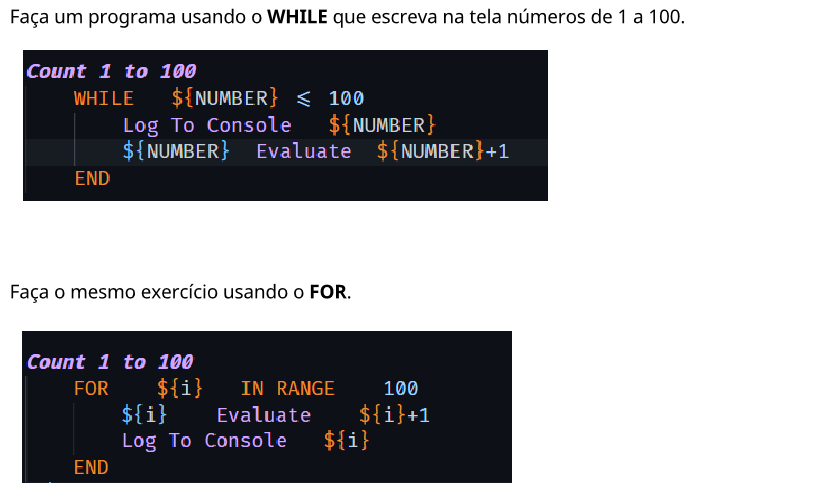 Faça um programa usando o WHILE que escreva na tela números de 1 a 100.
Count 1 to 100
WHILE ${NUMBER} <= 100
Log To Console ${NUMBER}
${NUMBER} Evaluate ${NUMBER}+1
END
Faça o mesmo exercício usando o FOR.
Count 1 to 100
FOR ${i} IN RANGE 100
${i} Evaluate ${i}+1
Log To Console ${i}
END